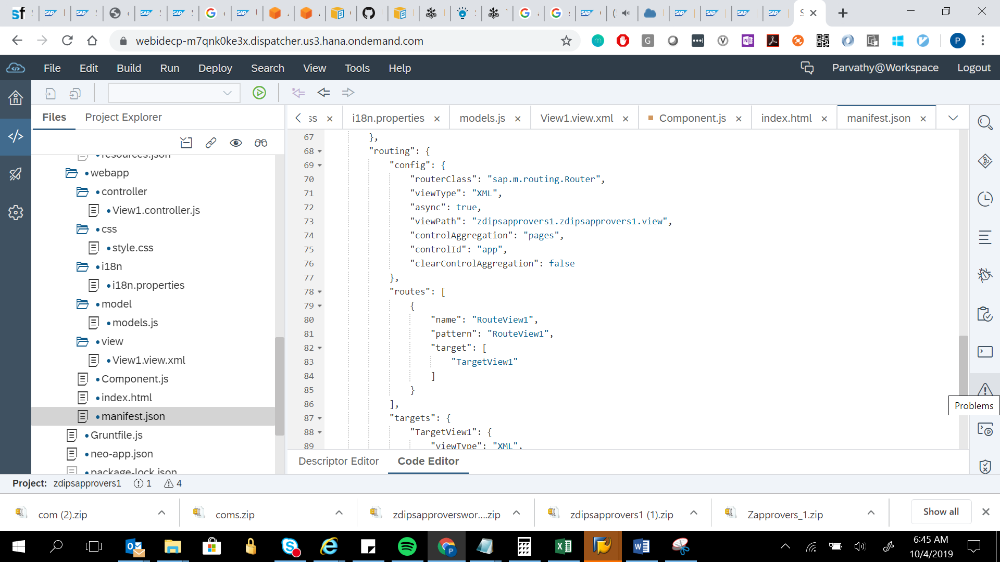 webidecp-m7qnk0ke3x.dispatcher.us3.hana.ondemand.com
P
File Edit Build Run Deploy Search View Tools Help
Parvathy@Workspace Logout
Files Project Explorer
ss i18n.properties models.js View1.view.xml Component.js index.html manifest.json
resources.json
webapp
controller
View1.controller.js
css
style.css
i18n
i18n.properties
model
models.js
view
View1.view.xml
Component.js
index.html
manifest.json
Gruntfile.js
neo-app.json
package-lock.json
67 },
68 "routing": {
69 "config": {
70 "routerClass": "sap.m.routing.Router",
71 "viewType": "XML",
72 "async": true,
73 "viewPath": "zdipsapprovers1.zdipsapprovers1.view",
74 "controlAggregation": "pages",
75 "controlId": "app",
76 "clearControlAggregation": false
77 },
78 "routes": [
79 {
80 "name": "RouteView1",
81 "pattern": "RouteView1",
82 "target": [
83 "TargetView1"
84 ]
85 }
86 ],
87 "targets": {
88 "TargetView1": {
89 "viewType": "XML",
Problems
Descriptor Editor Code Editor
Project: zdipsapprovers1 1 4
com (2).zip coms.zip zdipsapproverswor....zip zdipsapprovers1 (1).zip Zapprovers_1.zip Show all
6:45 AM
10/4/2019